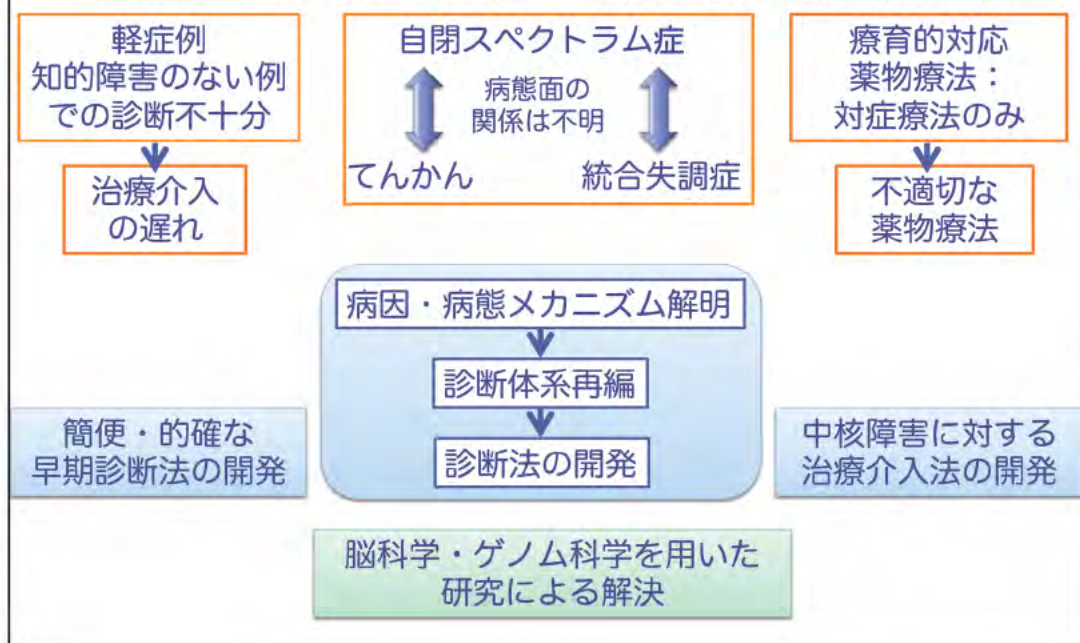 軽症例
知的障害のない例
での診断不十分
治療介入
の遅れ
自閉スペクトラム症
病態面の
関係は不明
てんかん
統合失調症
療育的対応
薬物療法：
対症療法のみ
不適切な
薬物療法
病因・病態メカニズム解明
診断体系再編
診断法の開発
簡便・的確な
早期診断法の開発
中核障害に対する
治療介入法の開発
脳科学・ゲノム科学を用いた
研究による解決